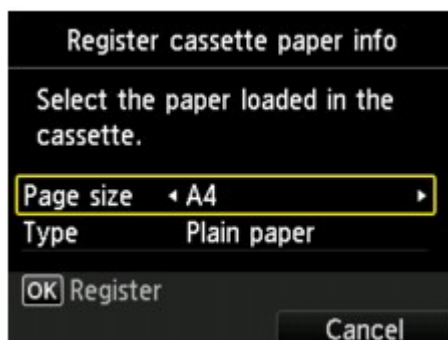 Register cassette paper info
Select the paper loaded in the
cassette.
Page size A4
Type Plain paper
OK Register
Cancel